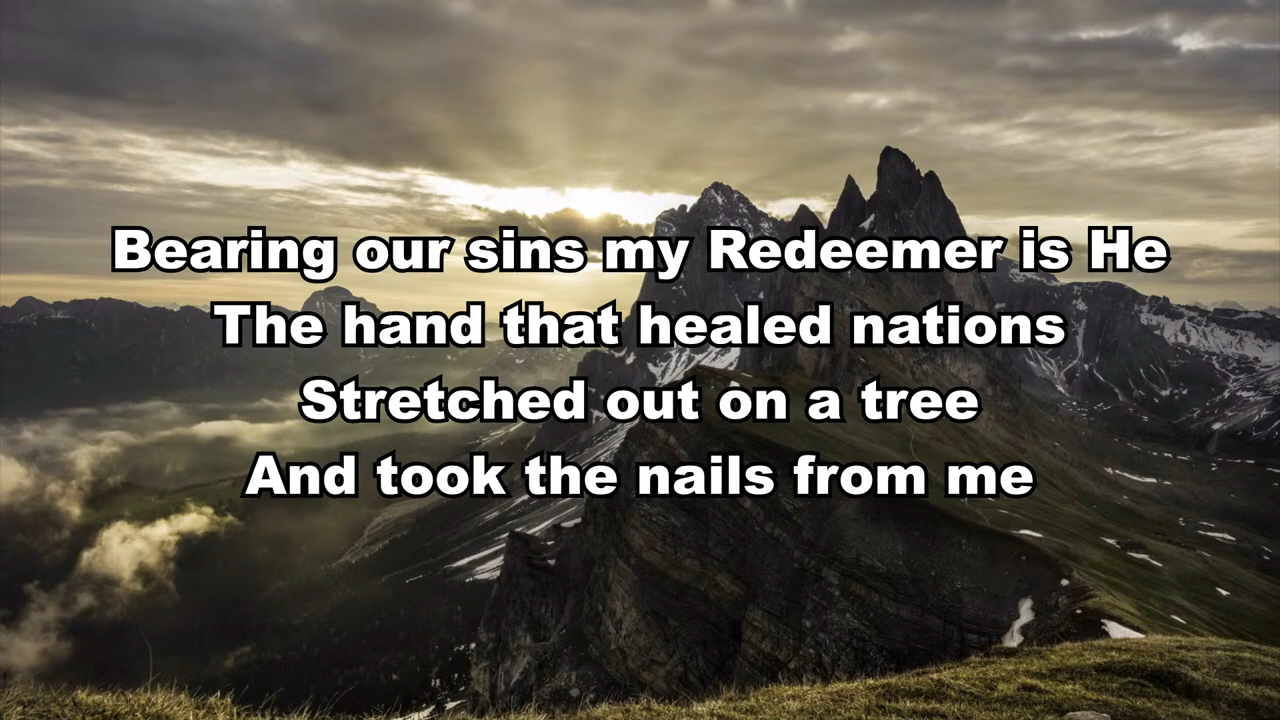 Bearing our sins my Redeemer is He
The hand that healed nations
Stretched out on a tree
And took the nails from me